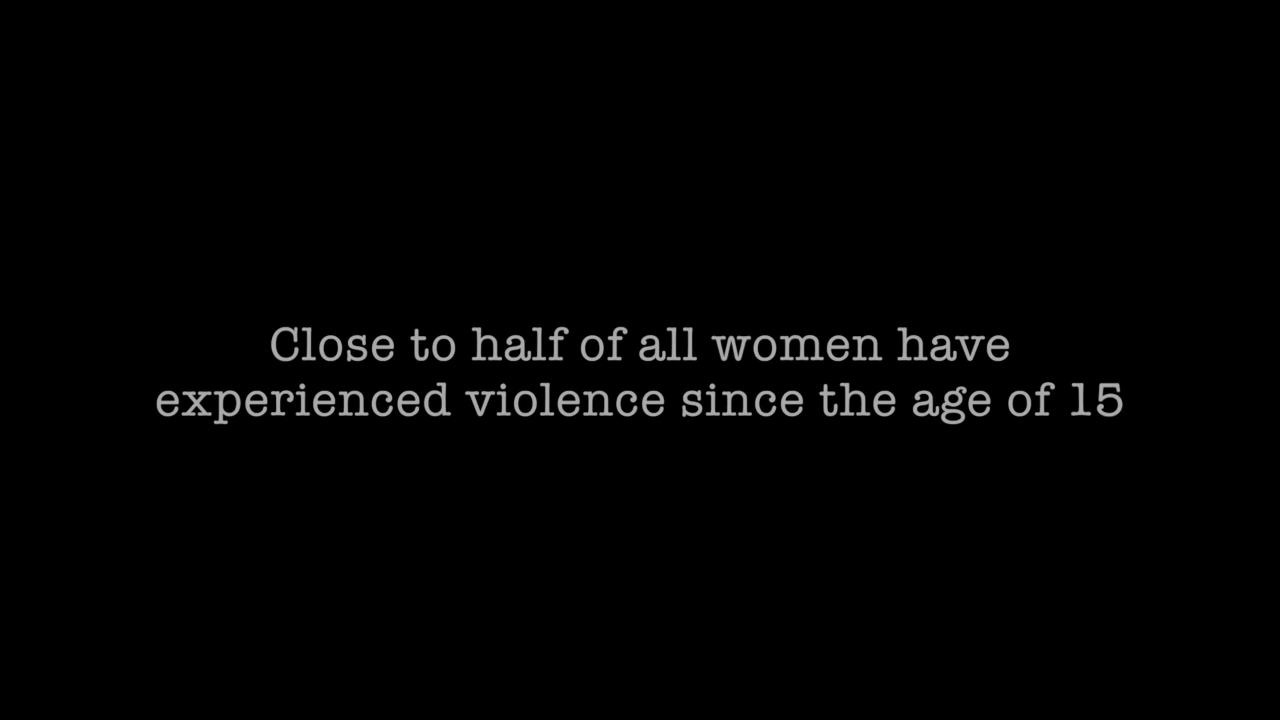 Close to half of all women have
experienced violence since the age of 15